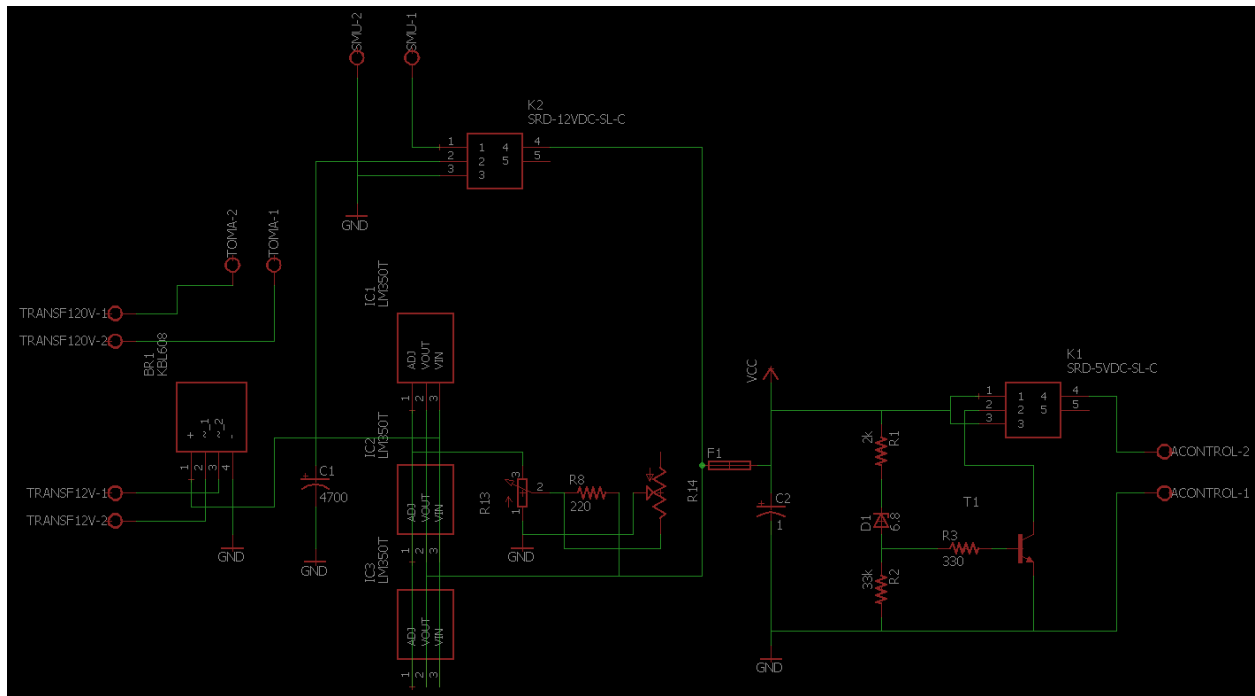 SMU-2
SMU-1
K2
SRD-12VDC-SL-C
1 1 4 4
2 2 5 5
3 3
GND
TOMA-2
TOMA-1
TRANSF120V-1
TRANSF120V-2
BR1
KBL608
+
~_1
~_2
-
1 2 3 4
TRANSF12V-1
TRANSF12V-2
GND
C1
4700
GND
IC1
LM350T
ADJ
VOUT
VIN
1 2 3
IC2
LM350T
ADJ
VOUT
VIN
1 2 3
IC3
LM350T
ADJ
VOUT
VIN
1 2 3
R13
3
2
1
GND
R8
220
R14
F1
VCC
C2
1
GND
2k
R1
D1
6.8
33k
R2
R3
330
T1
K1
SRD-5VDC-SL-C
1 1 4 4
2 2 5 5
3 3
ACONTROL-2
ACONTROL-1